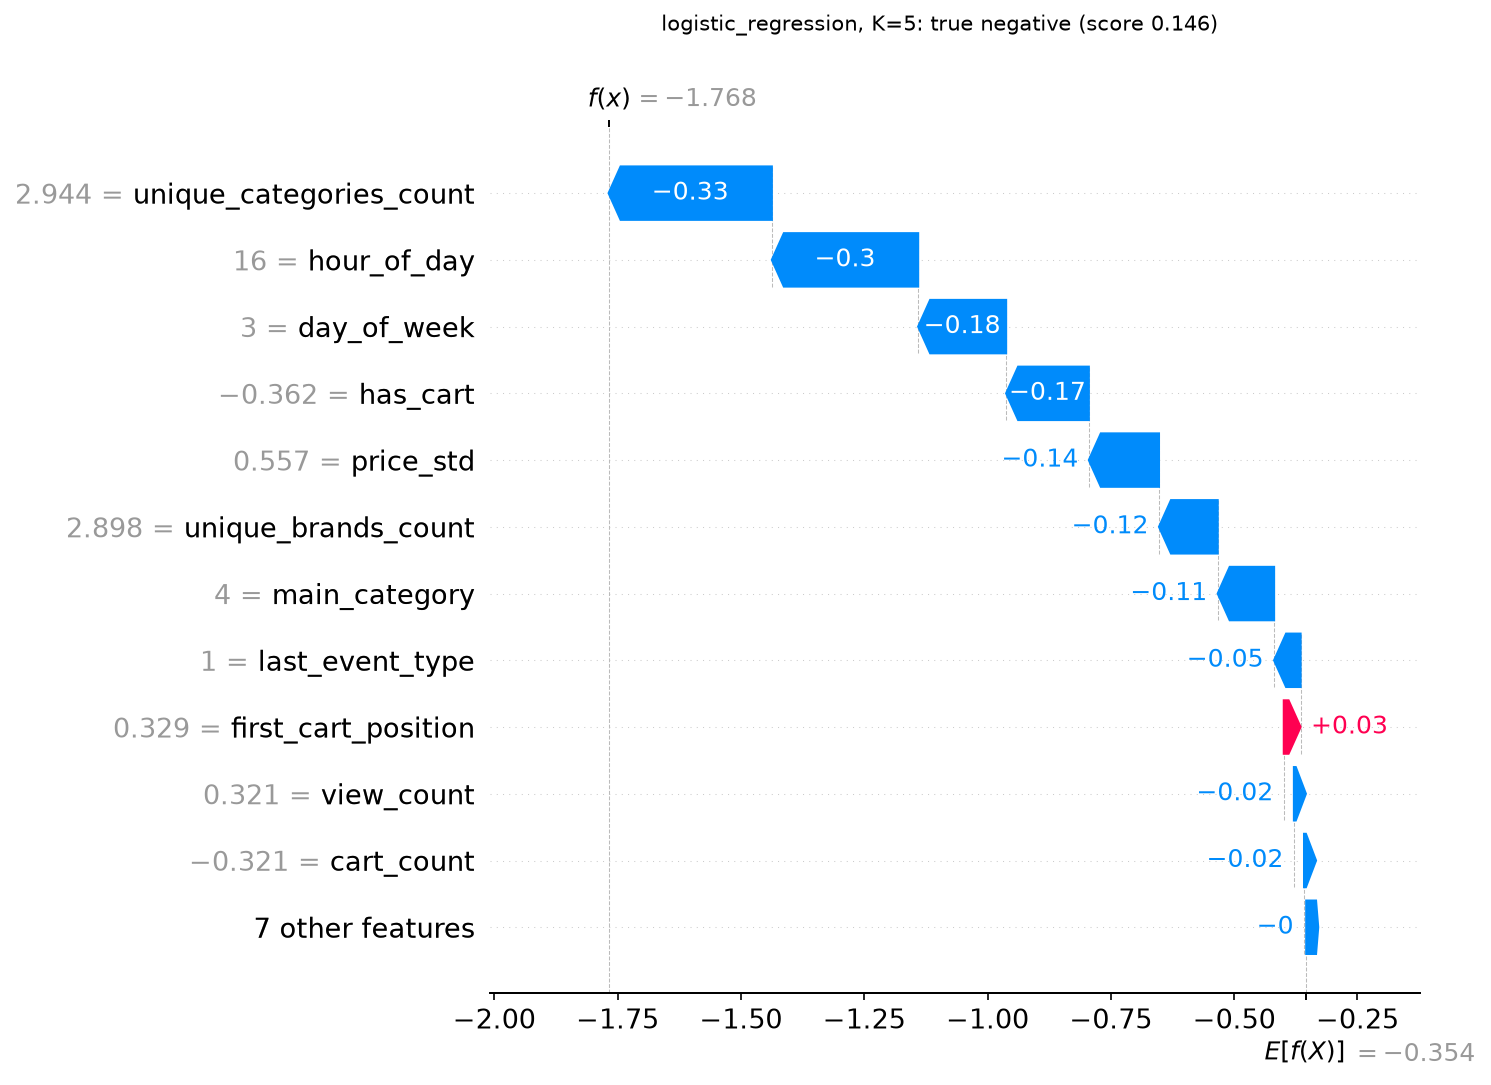 logistic_regression, K=5: true negative (score 0.146)
f(x) = −1.768
2.944 = unique_categories_count −0.33
16 = hour_of_day −0.3
3 = day_of_week −0.18
−0.362 = has_cart −0.17
0.557 = price_std −0.14
2.898 = unique_brands_count −0.12
4 = main_category −0.11
1 = last_event_type −0.05
0.329 = first_cart_position +0.03
0.321 = view_count −0.02
−0.321 = cart_count −0.02
7 other features −0
−2.00 −1.75 −1.50 −1.25 −1.00 −0.75 −0.50 −0.25
E[f(X)] = −0.354